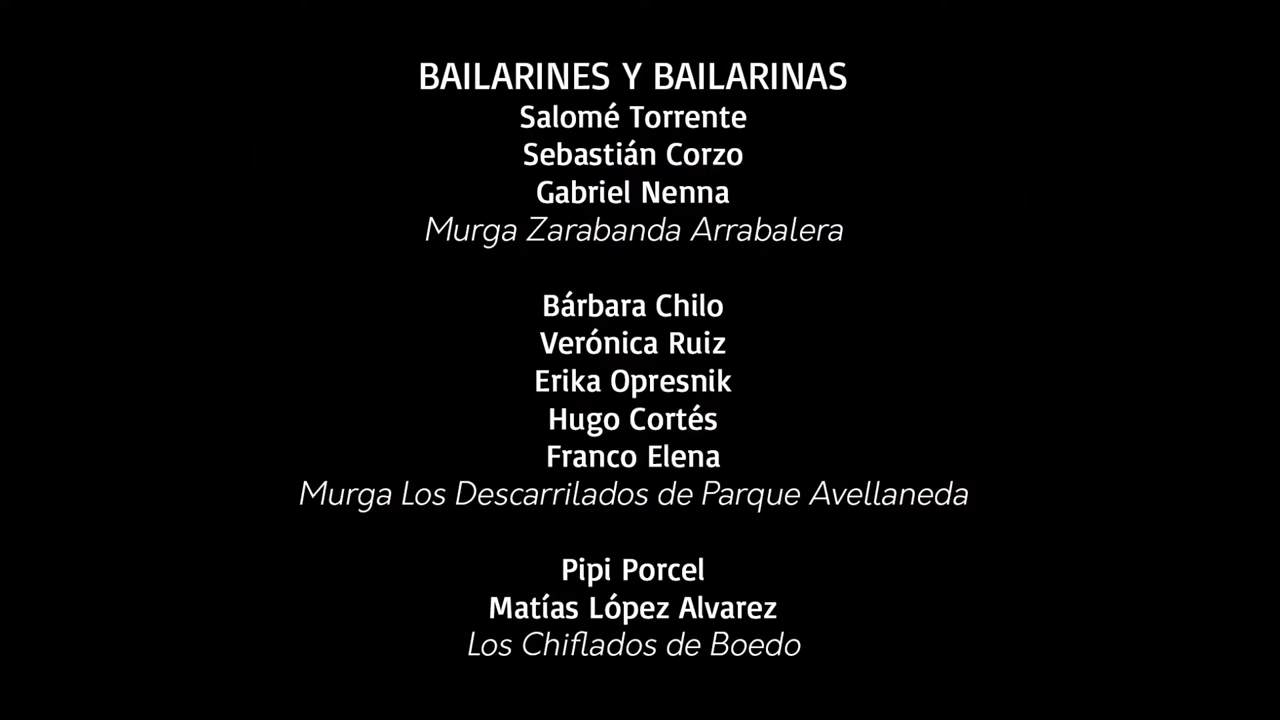 BAILARINES Y BAILARINAS
Salomé Torrente
Sebastián Corzo
Gabriel Nenna
Murga Zarabanda Arrabalera
Bárbara Chilo
Verónica Ruiz
Erika Opresnik
Hugo Cortés
Franco Elena
Murga Los Descarrilados de Parque Avellaneda
Pipi Porcel
Matías López Alvarez
Los Chiflados de Boedo